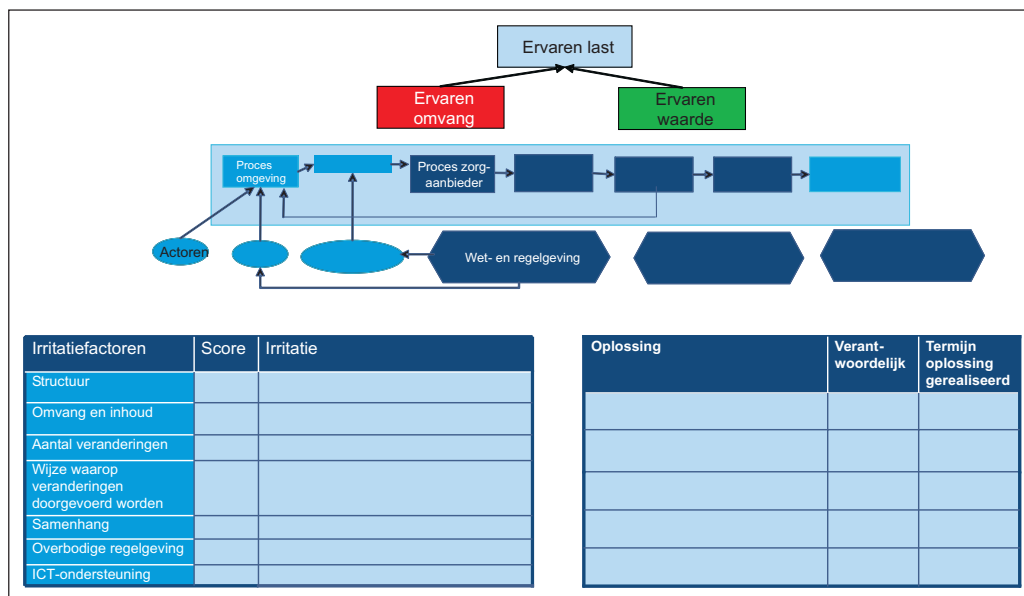 Ervaren last
Ervaren
omvang
Ervaren
waarde
Proces
omgeving
Proces zorg-
aanbieder
Actoren
Wet- en regelgeving
Irritatiefactoren
Score
Irritatie
Structuur
Omvang en inhoud
Aantal veranderingen
Wijze waarop
veranderingen
doorgevoerd worden
Samenhang
Overbodige regelgeving
ICT-ondersteuning
Oplossing
Verant-
woordelijk
Termijn
oplossing
gerealiseerd